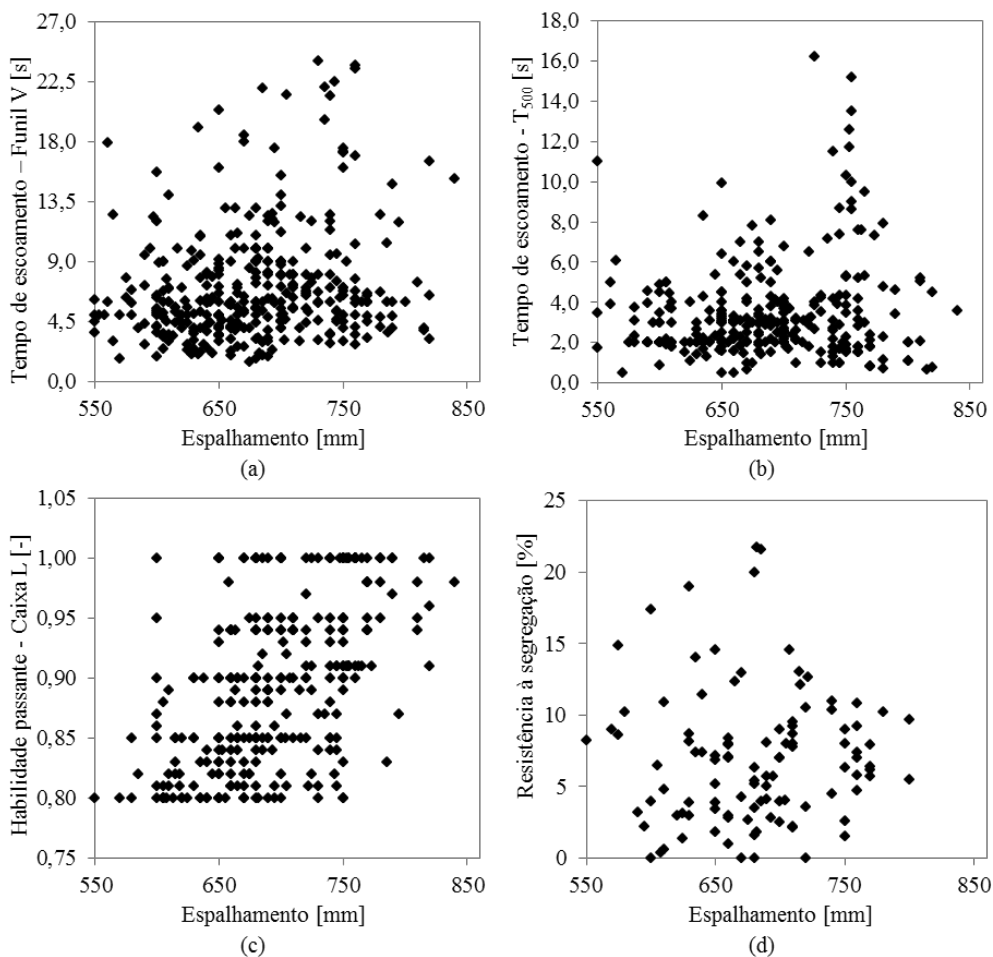 Tempo de escoamento – Funil V [s]
27,0
22,5
18,0
13,5
9,0
4,5
0,0
550 650 750 850
Espalhamento [mm]
(a)
Tempo de escoamento - T500 [s]
18,0
16,0
14,0
12,0
10,0
8,0
6,0
4,0
2,0
0,0
550 650 750 850
Espalhamento [mm]
(b)
Habilidade passante - Caixa L [-]
1,05
1,00
0,95
0,90
0,85
0,80
0,75
550 650 750 850
Espalhamento [mm]
(c)
Resistência à segregação [%]
25
20
15
10
5
0
550 650 750 850
Espalhamento [mm]
(d)